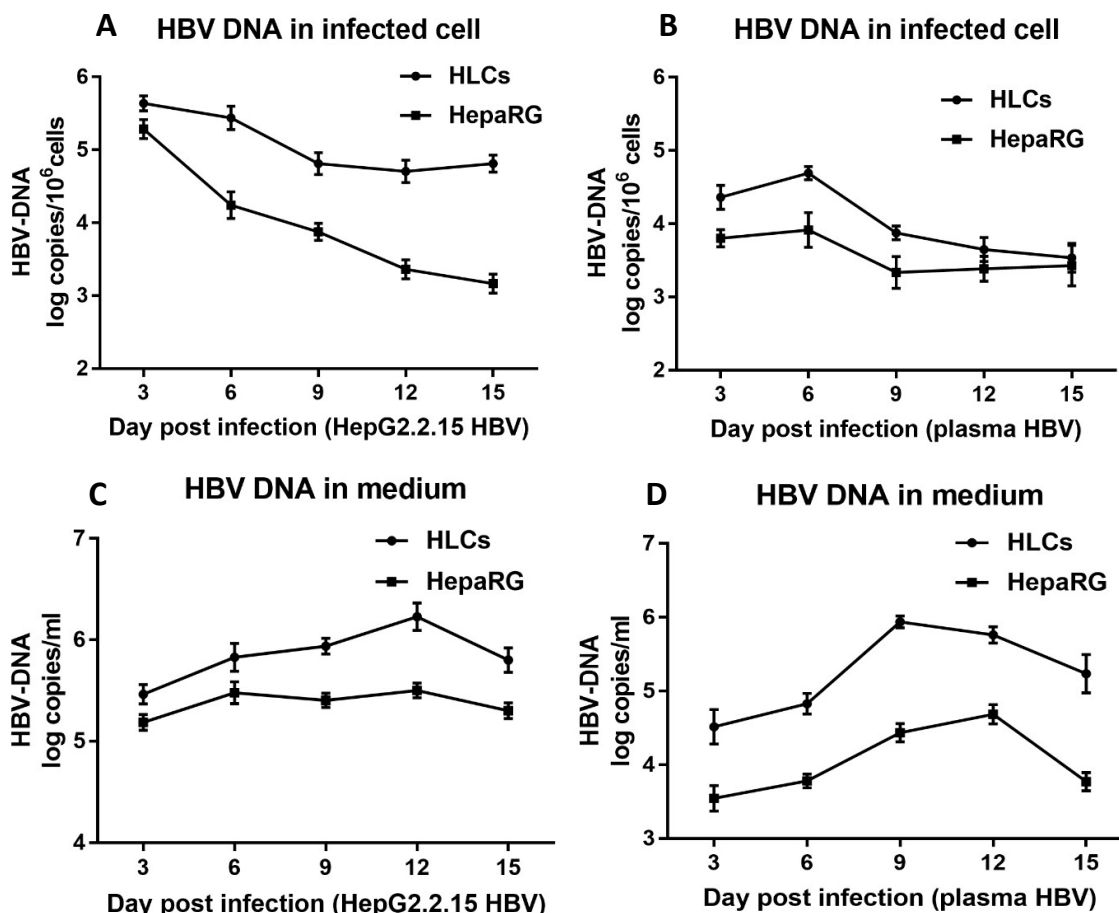 A
HBV DNA in infected cell
HLCs
HepaRG
HBV-DNA
log copies/10⁶ cells
6
5
4
3
2
3 6 9 12 15
Day post infection (HepG2.2.15 HBV)
B
HBV DNA in infected cell
HLCs
HepaRG
HBV-DNA
log copies/10⁶ cells
6
5
4
3
2
3 6 9 12 15
Day post infection (plasma HBV)
C
HBV DNA in medium
HLCs
HepaRG
HBV-DNA
log copies/ml
7
6
5
4
3 6 9 12 15
Day post infection (HepG2.2.15 HBV)
D
HBV DNA in medium
HLCs
HepaRG
HBV-DNA
log copies/ml
7
6
5
4
3
3 6 9 12 15
Day post infection (plasma HBV)